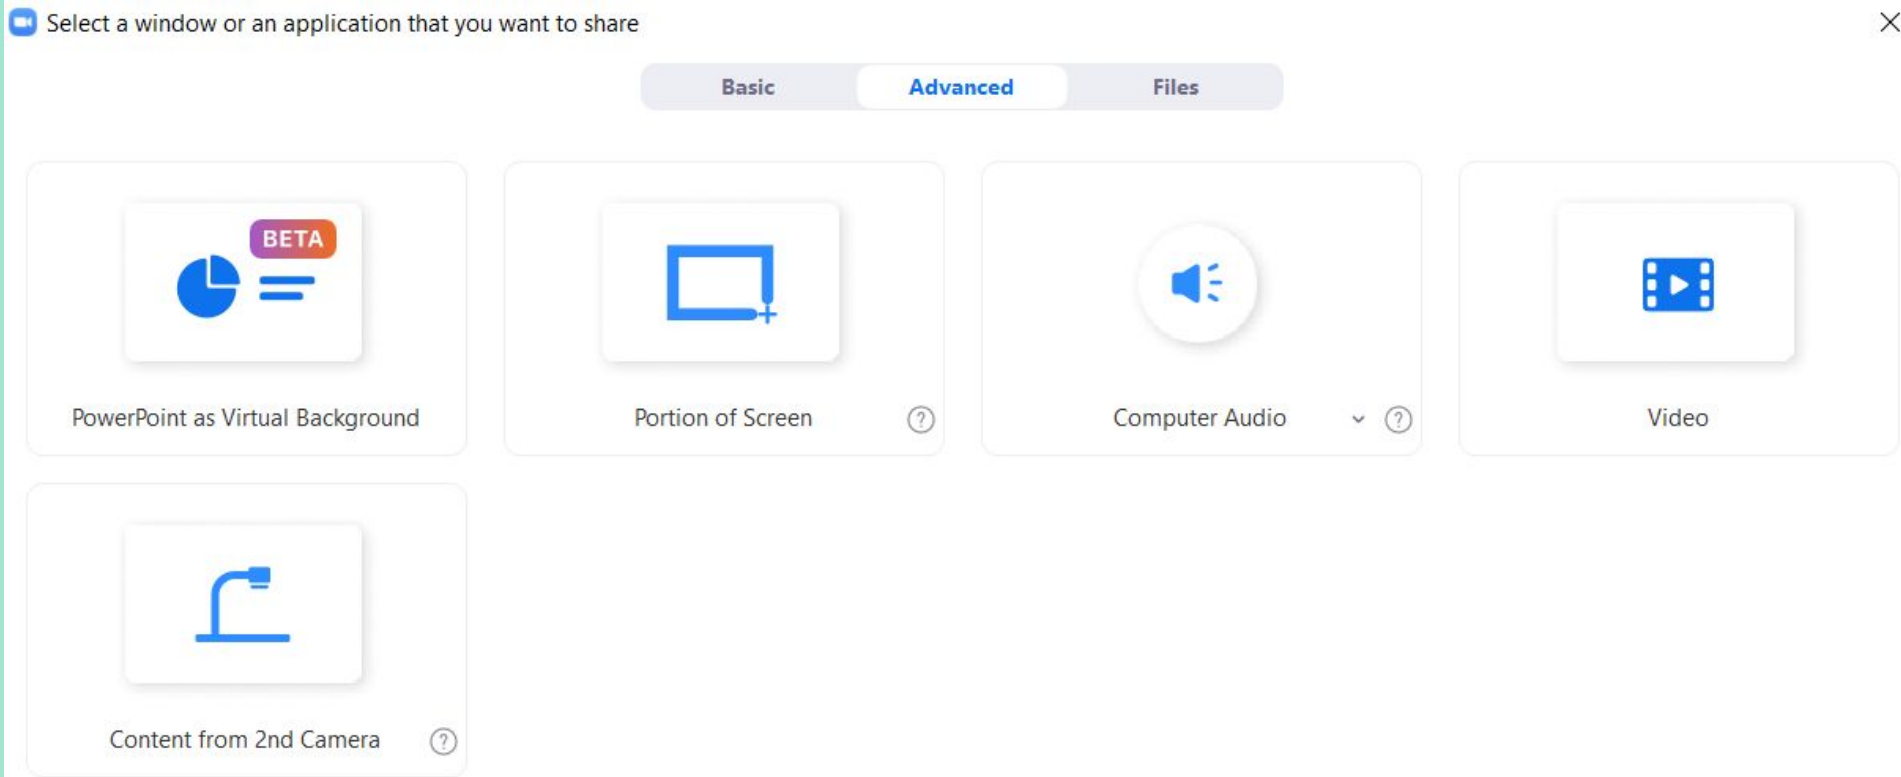 Select a window or an application that you want to share
Basic Advanced Files
BETA
PowerPoint as Virtual Background
Portion of Screen ?
Computer Audio ?
Video
Content from 2nd Camera ?